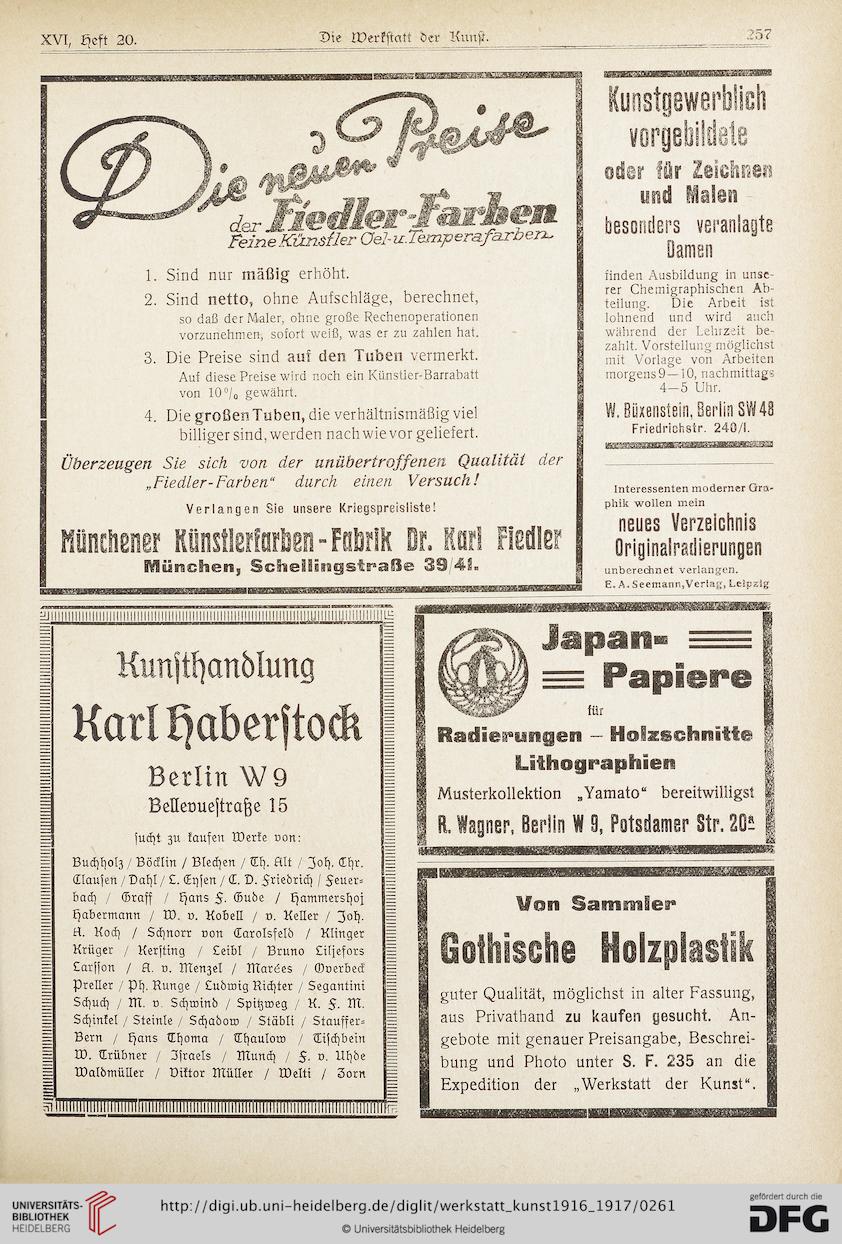 XVI, Heft 20.
Die Werkstatt der Kunst.
257
Die neuen Preise
der Fiedler-Farben
Feine Künstler Oel- u. Temperafarben
1. Sind nur mäßig erhöht.
2. Sind netto, ohne Aufschläge, berechnet,
so daß der Maler, ohne große Rechenoperationen
vorzunehmen, sofort weiß, was er zu zahlen hat.
3. Die Preise sind auf den Tuben vermerkt.
Auf diese Preise wird noch ein Künstler-Barrabatt
von 10% gewährt.
4. Die großen Tuben, die verhältnismäßig viel
billiger sind, werden nach wie vor geliefert.
Überzeugen Sie sich von der unübertroffenen Qualität der
„Fiedler-Farben“ durch einen Versuch!
Verlangen Sie unsere Kriegspreisliste!
Münchener Künstlerfarben-Fabrik Dr. Karl Fiedler
München, Schellingstraße 39/41.
Kunstgewerblich
vorgebildete
oder für Zeichnen
und Malen
besonders veranlagte
Damen
finden Ausbildung in unse-
rer Chemigraphischen Ab-
teilung. Die Arbeit ist
lohnend und wird auch
während der Lehrzeit be-
zahlt. Vorstellung möglichst
mit Vorlage von Arbeiten
morgens 9—10, nachmittags
4—5 Uhr.
W. Büxenstein, Berlin SW 48
Friedrichstr. 240/1.
Interessenten moderner Gra-
phik wollen mein
neues Verzeichnis
Originalradierungen
unberechnet verlangen.
E. A. Seemann, Verlag, Leipzig
Kunsthandlung
Karl Haberstock
Berlin W 9
Bellevuestraße 15
sucht zu kaufen Werke von:
Buchholz / Böcklin / Blechen / Th. Alt / Joh. Chr.
Clausen / Dahl / L. Eysen / C. D. Friedrich / Feuer-
bach / Graff / Hans F. Gude / Hammershoj
Habermann / W. v. Kobell / v. Keller / Joh.
A. Koch / Schnorr von Carolsfeld / Klinger
Krüger / Kersting / Leibl / Bruno Liljefors
Larsson / A. v. Menzel / Marées / Overbeck
Preller / Ph. Runge / Ludwig Richter / Segantini
Schuch / M. v. Schwind / Spitzweg / K. F. M.
Schinkel / Steinle / Schadow / Stäbli / Stauffer-
Bern / Hans Thoma / Thaulow / Tischbein
W. Trübner / Israels / Munch / F. v. Uhde
Waldmüller / Viktor Müller / Welti / Zorn
Japan-
Papiere
für
Radierungen — Holzschnitte
Lithographien
Musterkollektion „Yamato“ bereitwilligst
R. Wagner, Berlin W 9, Potsdamer Str. 20a
Von Sammler
Gothische Holzplastik
guter Qualität, möglichst in alter Fassung,
aus Privathand zu kaufen gesucht. An-
gebote mit genauer Preisangabe, Beschrei-
bung und Photo unter S. F. 235 an die
Expedition der „Werkstatt der Kunst“.
UNIVERSITÄTS-
BIBLIOTHEK
HEIDELBERG
http://digi.ub.uni-heidelberg.de/diglit/werkstatt_kunst1916_1917/0261
© Universitätsbibliothek Heidelberg
gefördert durch die
DFG